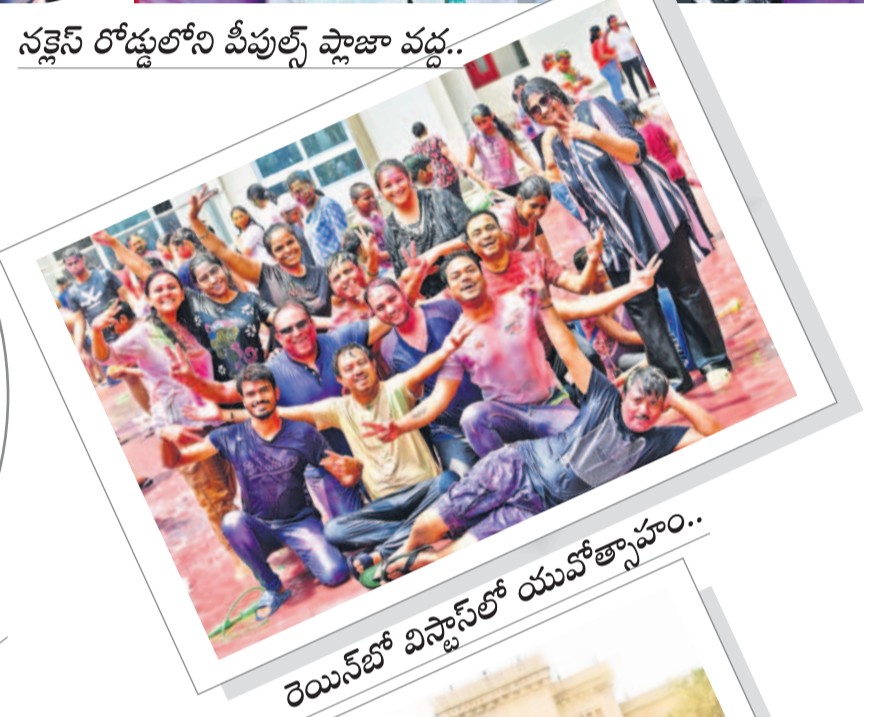 నక్లెస్ రోడ్డులోని పీపుల్స్ ప్లాజా వద్ద..
రెయిన్‌బో విస్టాస్‌లో యువోత్సాహం..